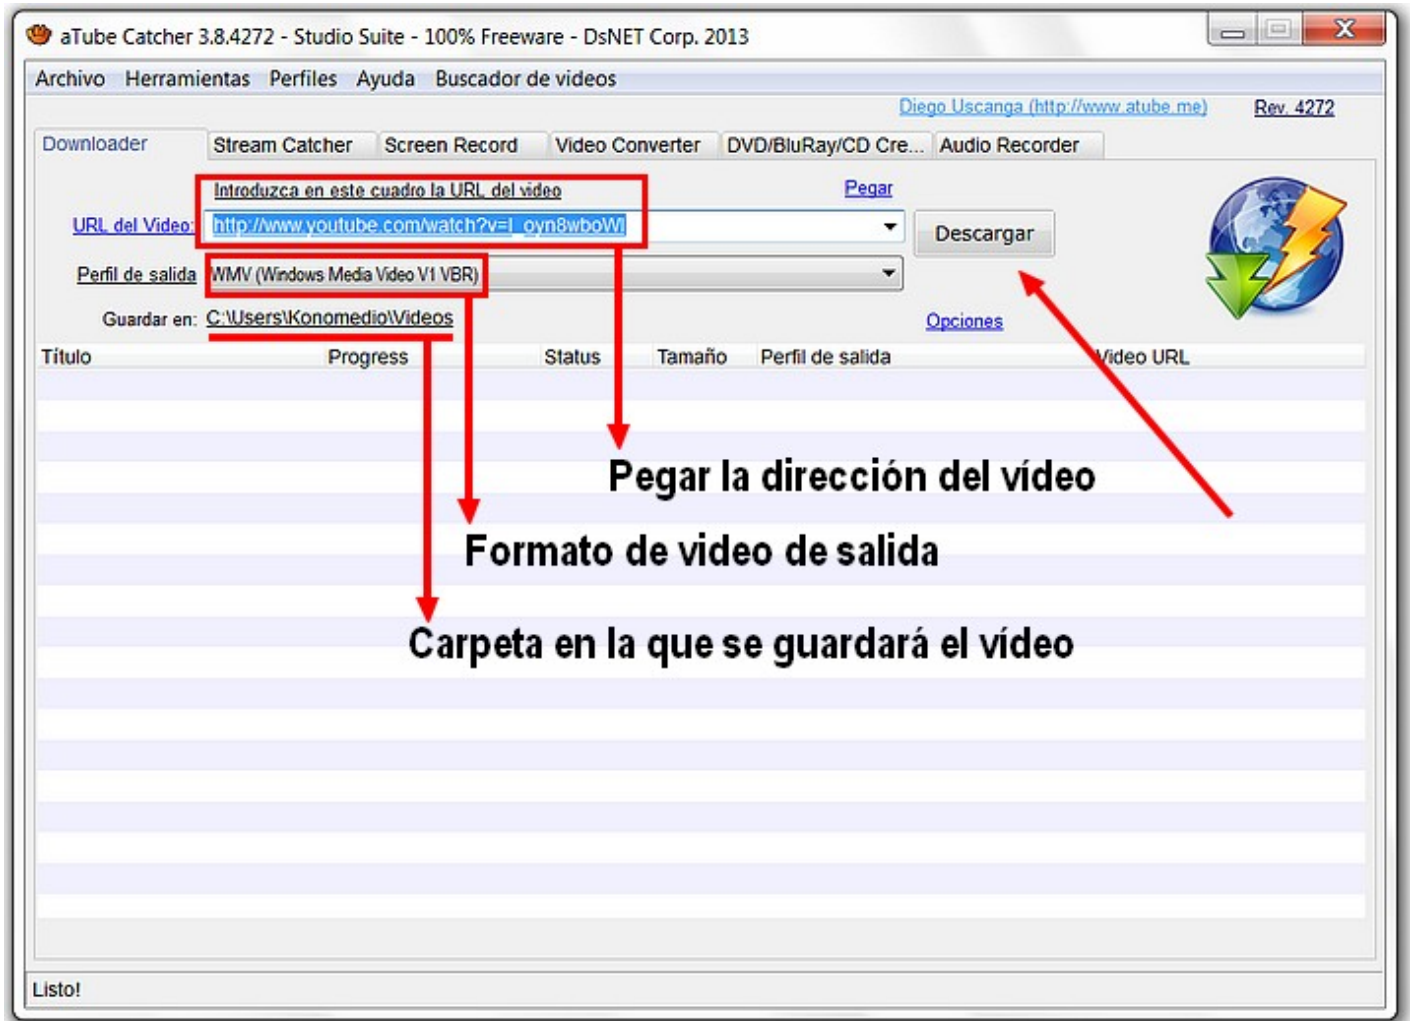 aTube Catcher 3.8.4272 - Studio Suite - 100% Freeware - DsNET Corp. 2013
Archivo Herramientas Perfiles Ayuda Buscador de videos
Diego Uscanga (http://www.atube.me) Rev. 4272
Downloader Stream Catcher Screen Record Video Converter DVD/BluRay/CD Cre... Audio Recorder
Introduzca en este cuadro la URL del video Pegar
URL del Video: http://www.youtube.com/watch?v=I_oyn8wboWI Descargar
Perfil de salida WMV (Windows Media Video V1 VBR)
Guardar en: C:\Users\Konomedio\Videos Opciones
Título Progress Status Tamaño Perfil de salida Video URL
Pegar la dirección del vídeo
Formato de video de salida
Carpeta en la que se guardará el vídeo
Listo!